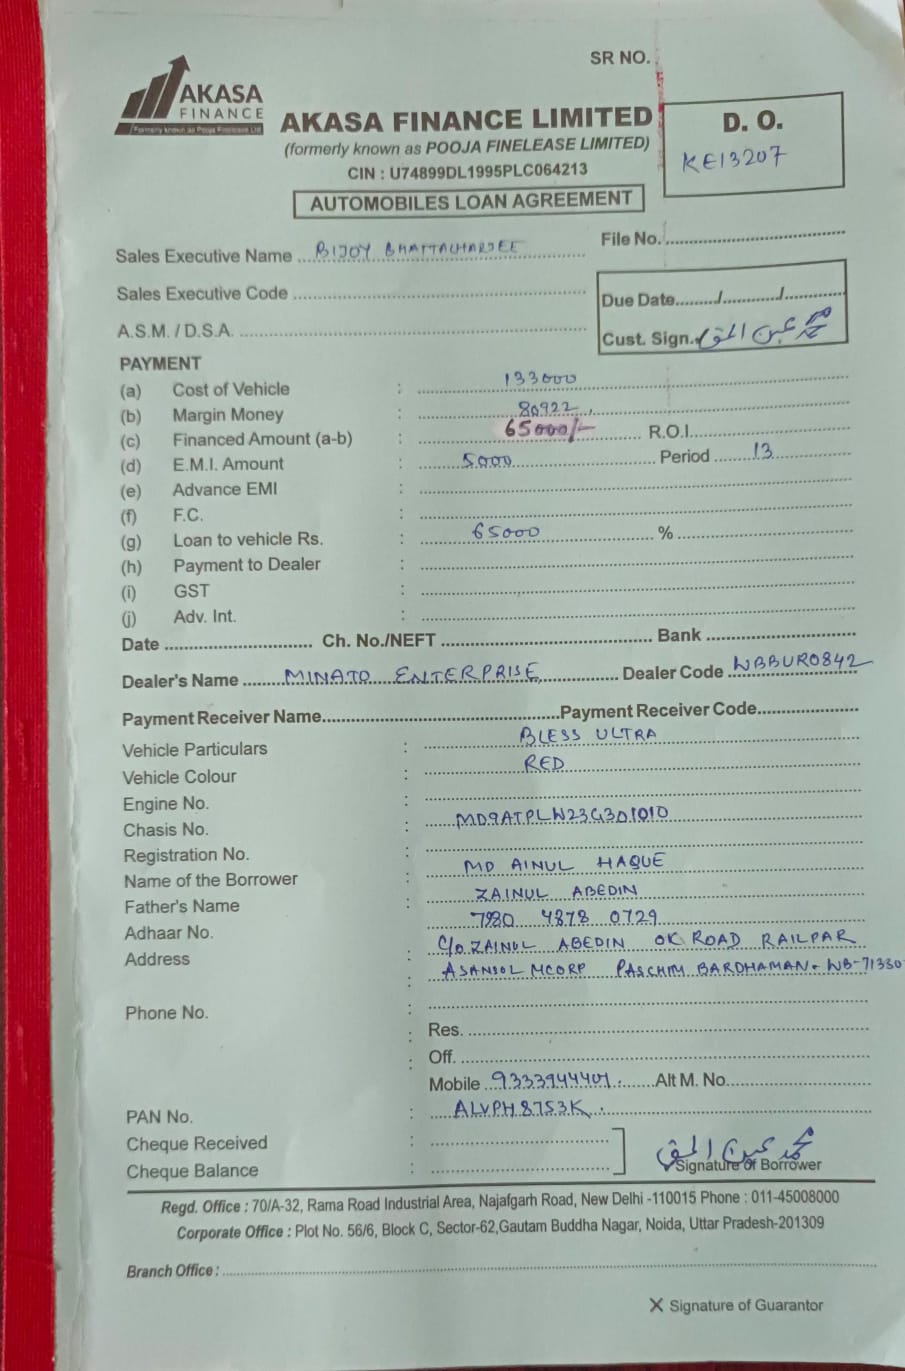 SR NO.
AKASA
FINANCE
Formerly known as Pooja Finelease Ltd
AKASA FINANCE LIMITED
(formerly known as POOJA FINELEASE LIMITED)
CIN : U74899DL1995PLC064213
AUTOMOBILES LOAN AGREEMENT
D. O.
KE13207
Sales Executive Name ... BIJOY BHATTACHARJEE
File No.
Sales Executive Code
Due Date......../............/............
A.S.M. / D.S.A.
Cust. Sign. محمد عين الحق
PAYMENT
(a) Cost of Vehicle : 133000
(b) Margin Money : 80922
(c) Financed Amount (a-b) : 65000/- R.O.I.
(d) E.M.I. Amount : 5000 Period 13
(e) Advance EMI :
(f) F.C. :
(g) Loan to vehicle Rs. : 65000 %
(h) Payment to Dealer :
(i) GST :
(j) Adv. Int. :
Date Ch. No./NEFT Bank
Dealer's Name MINATO ENTERPRISE Dealer Code WBBUR0842
Payment Receiver Name Payment Receiver Code
Vehicle Particulars : BLESS ULTRA
Vehicle Colour : RED
Engine No. :
Chasis No. : MD9ATPLW23G301010
Registration No. :
Name of the Borrower : MD AINUL HAQUE
Father's Name : ZAINUL ABEDIN
Adhaar No. 7980 4878 0729
Address : C/O ZAINUL ABEDIN OK ROAD RAILPAR
: ASANSOL MCORP PASCHIM BARDHAMAN WB-71330
Phone No. :
: Res.
: Off.
Mobile 9333944401 Alt M. No.
PAN No. : ALVPH8753K
Cheque Received :
Cheque Balance :
محمد عين الحق
Signature of Borrower
Regd. Office : 70/A-32, Rama Road Industrial Area, Najafgarh Road, New Delhi -110015 Phone : 011-45008000
Corporate Office : Plot No. 56/6, Block C, Sector-62,Gautam Buddha Nagar, Noida, Uttar Pradesh-201309
Branch Office :
X Signature of Guarantor